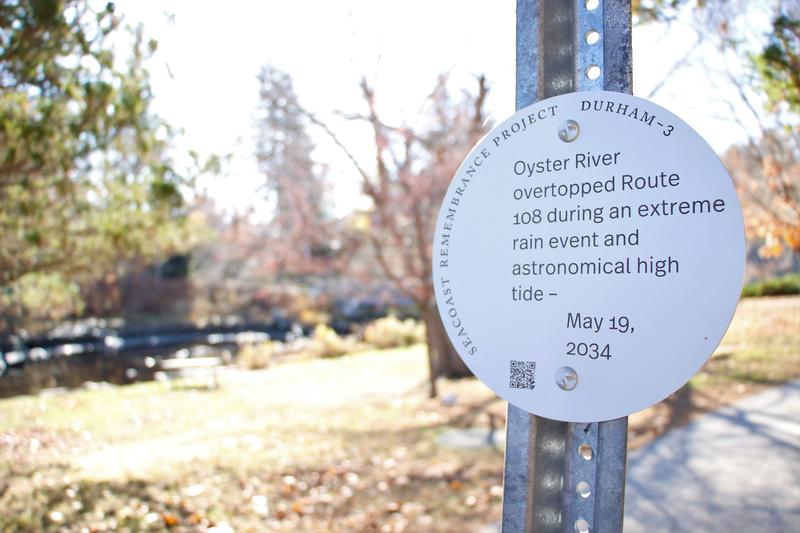 SEACOAST REMEMBRANCE PROJECT DURHAM-3
Oyster River
overtopped Route
108 during an extreme
rain event and
astronomical high
tide –
May 19,
2034